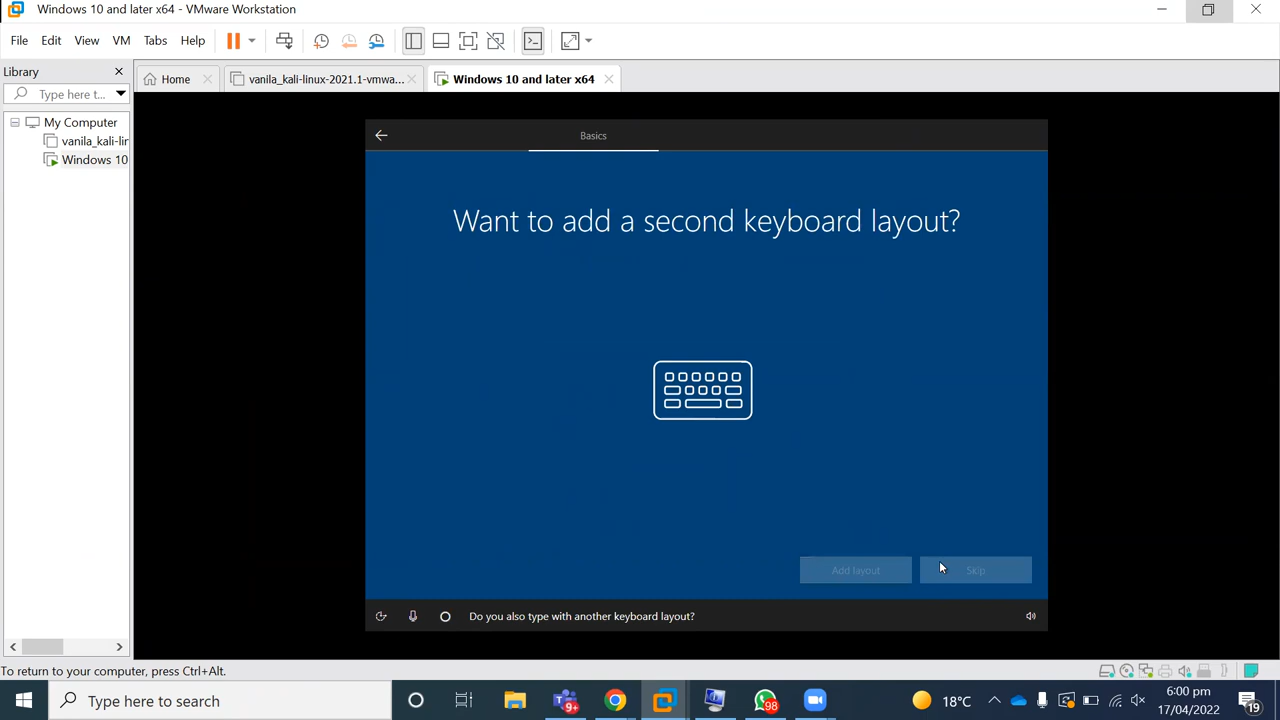 Windows 10 and later x64 - VMware Workstation
File Edit View VM Tabs Help
Library
Type here t...
My Computer
vanila_kali-lir
Windows 10
Home
vanila_kali-linux-2021.1-vmwa...
Windows 10 and later x64
Basics
Want to add a second keyboard layout?
Add layout
Skip
Do you also type with another keyboard layout?
To return to your computer, press Ctrl+Alt.
Type here to search
9+
98
18°C
6:00 pm
17/04/2022
19